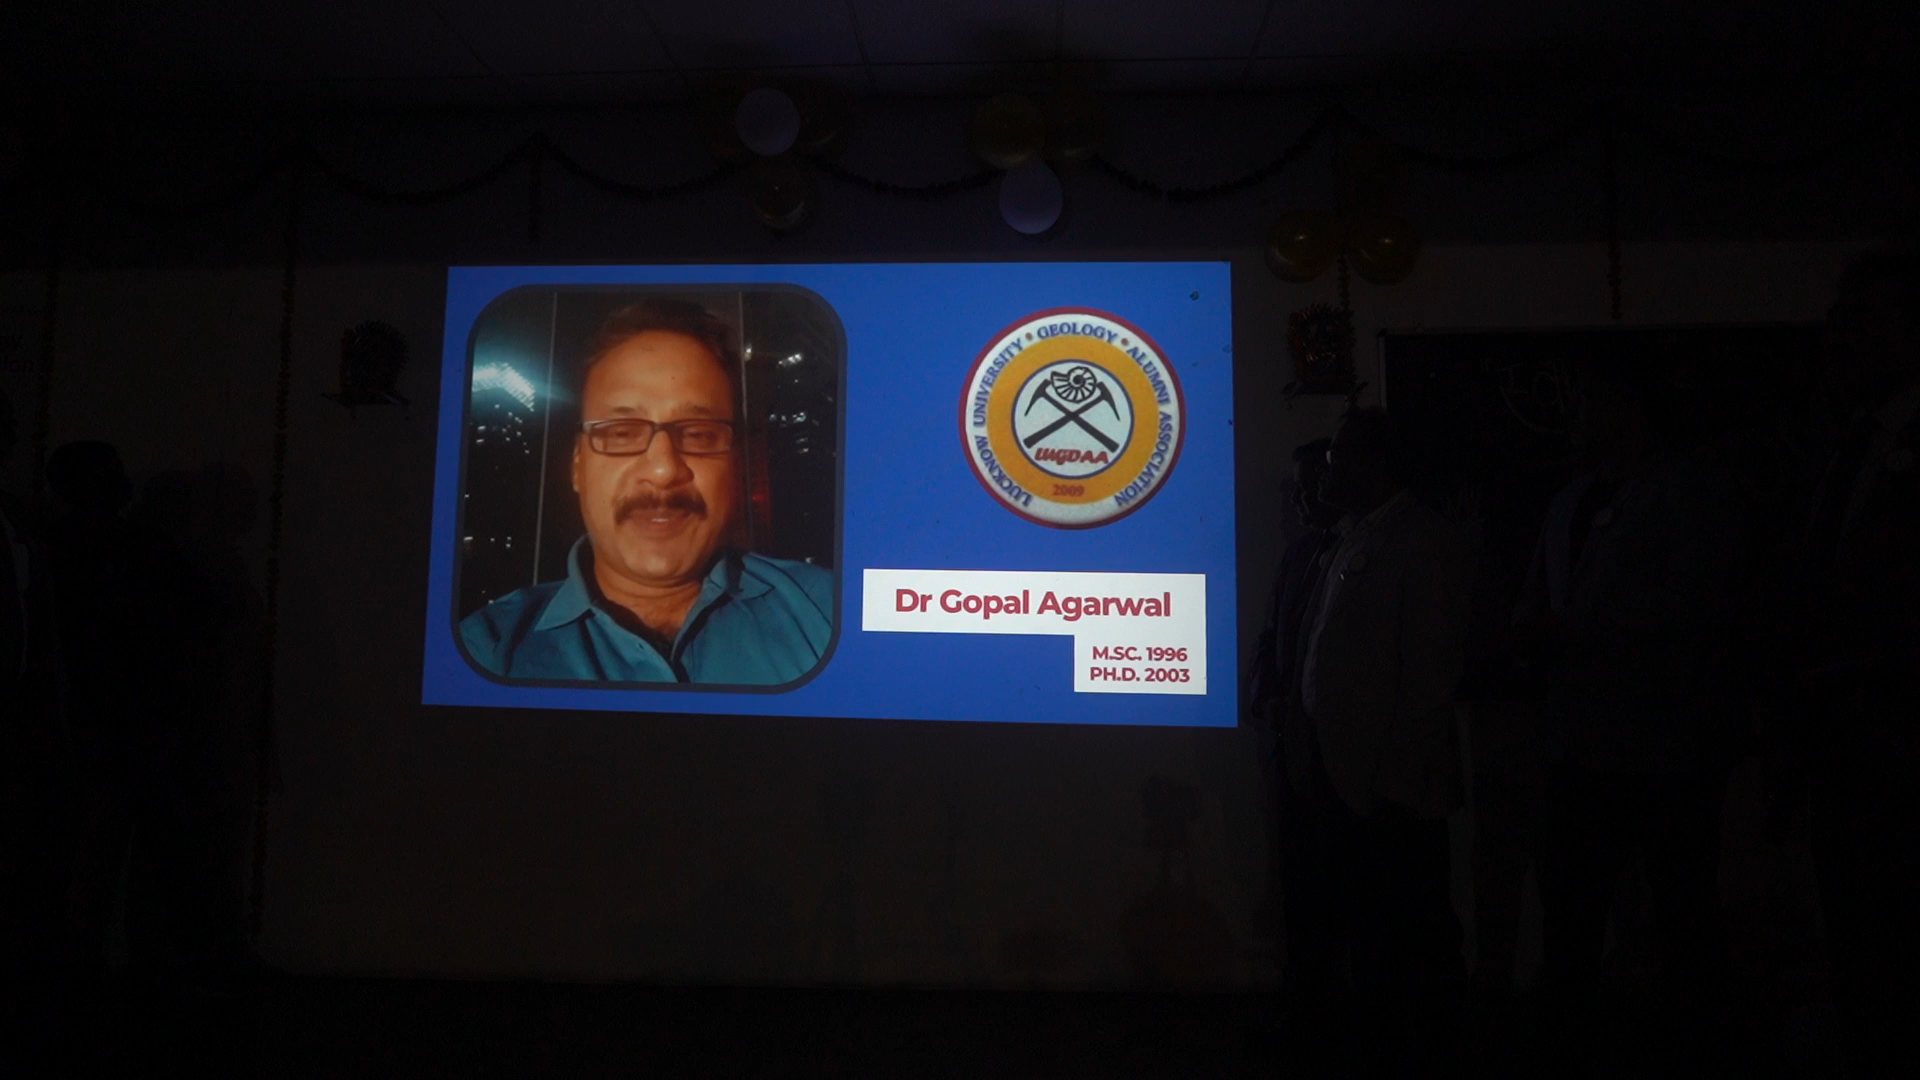 LUCKNOW UNIVERSITY • GEOLOGY • ALUMNI ASSOCIATION
LUGDAA
2009
Dr Gopal Agarwal
M.SC. 1996
PH.D. 2003